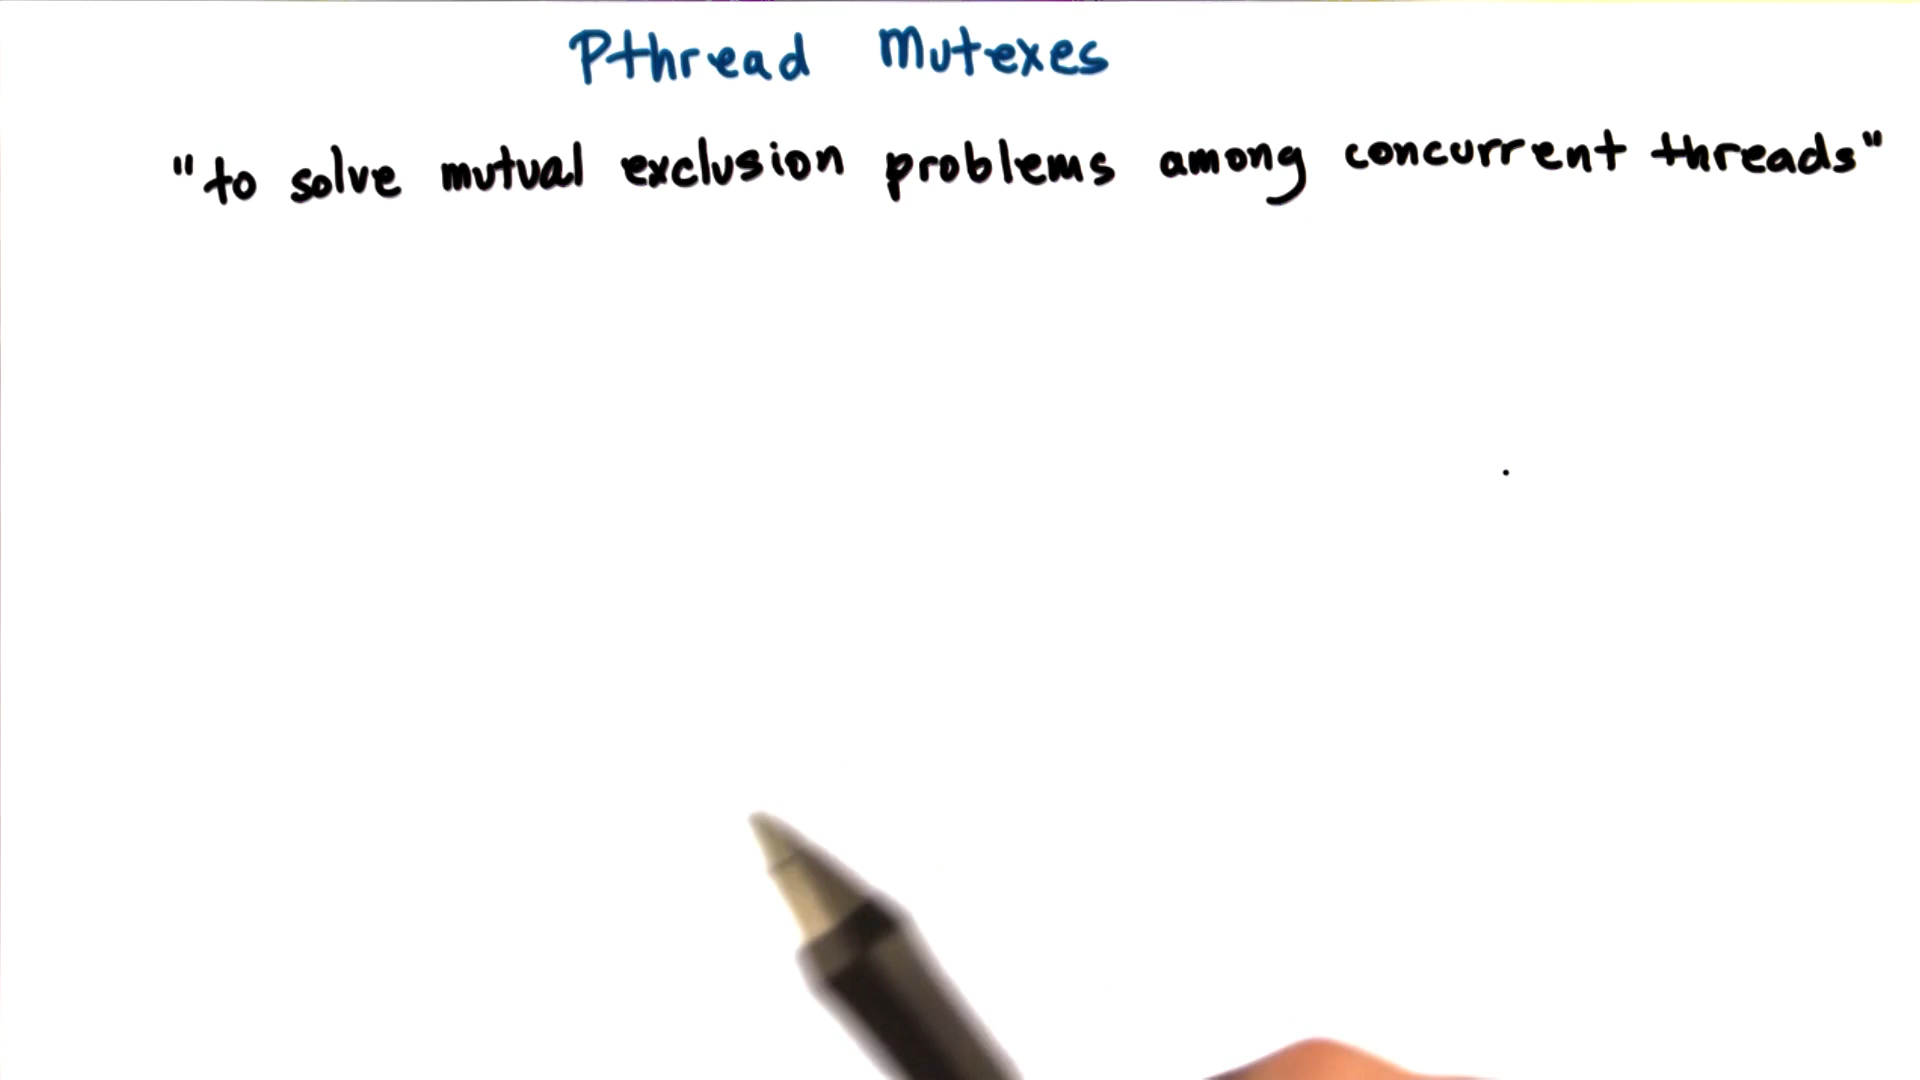 Pthread Mutexes
"to solve mutual exclusion problems among concurrent threads"